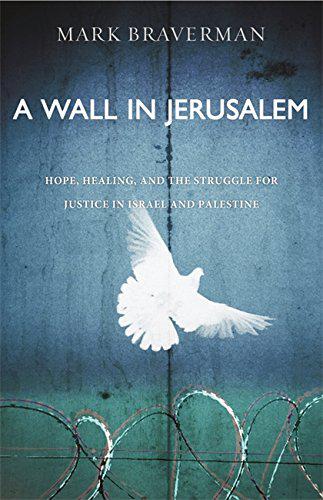 MARK BRAVERMAN
A WALL IN JERUSALEM
HOPE, HEALING, AND THE STRUGGLE FOR
JUSTICE IN ISRAEL AND PALESTINE